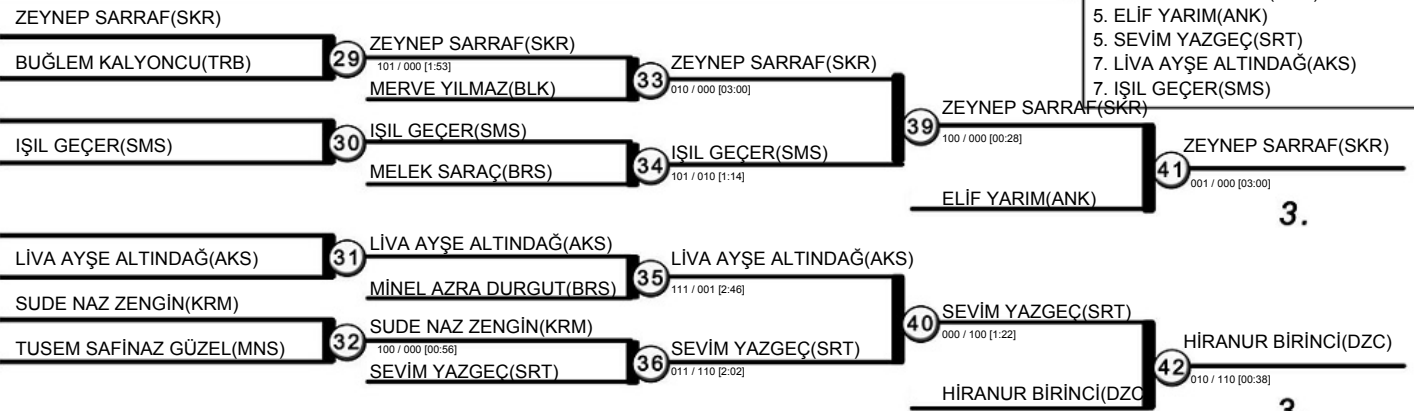 ZEYNEP SARRAF(SKR)
BUĞLEM KALYONCU(TRB)
29
ZEYNEP SARRAF(SKR)
101 / 000 [1:53]
MERVE YILMAZ(BLK)
33
ZEYNEP SARRAF(SKR)
010 / 000 [03:00]
IŞIL GEÇER(SMS)
30
IŞIL GEÇER(SMS)
MELEK SARAÇ(BRS)
34
IŞIL GEÇER(SMS)
101 / 010 [1:14]
39
ZEYNEP SARRAF(SKR)
100 / 000 [00:28]
ELİF YARIM(ANK)
41
ZEYNEP SARRAF(SKR)
001 / 000 [03:00]
3.
LİVA AYŞE ALTINDAĞ(AKS)
31
LİVA AYŞE ALTINDAĞ(AKS)
MİNEL AZRA DURGUT(BRS)
35
LİVA AYŞE ALTINDAĞ(AKS)
111 / 001 [2:46]
SUDE NAZ ZENGİN(KRM)
TUSEM SAFİNAZ GÜZEL(MNS)
32
SUDE NAZ ZENGİN(KRM)
100 / 000 [00:56]
SEVİM YAZGEÇ(SRT)
36
SEVİM YAZGEÇ(SRT)
011 / 110 [2:02]
40
SEVİM YAZGEÇ(SRT)
000 / 100 [1:22]
HİRANUR BİRİNCİ(DZC
42
HİRANUR BİRİNCİ(DZC)
010 / 110 [00:38]
3.
5. ELİF YARIM(ANK)
5. SEVİM YAZGEÇ(SRT)
7. LİVA AYŞE ALTINDAĞ(AKS)
7. IŞIL GEÇER(SMS)